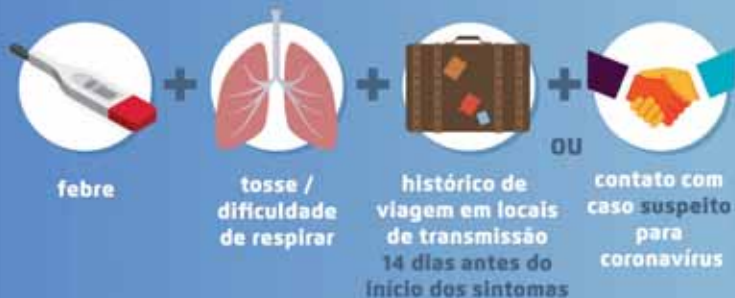 febre
tosse /
dificuldade
de respirar
histórico de
viagem em locais
de transmissão
14 dias antes do
início dos sintomas
OU
contato com
caso suspeito
para
coronavírus